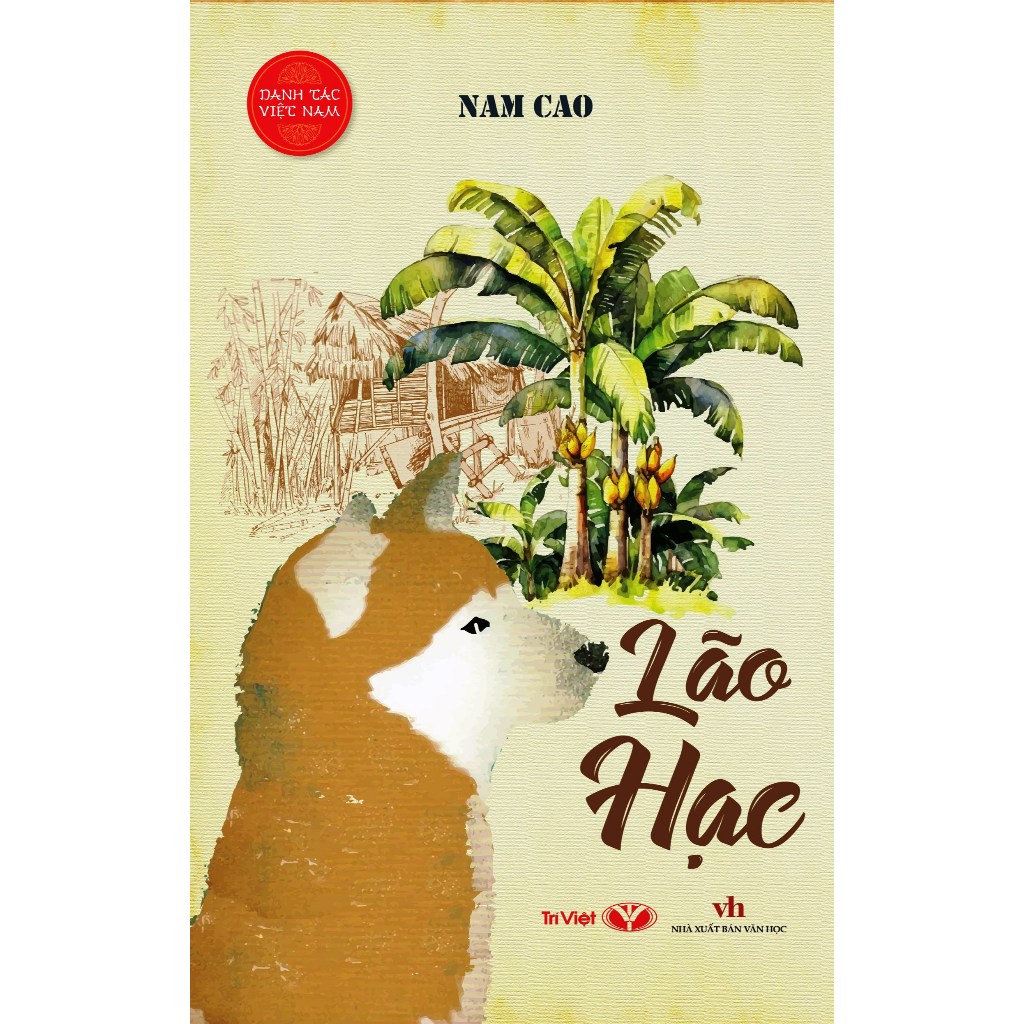 DANH TÁC
VIỆT NAM
NAM CAO
Lão
Hạc
Trí Việt
vh
NHÀ XUẤT BẢN VĂN HỌC